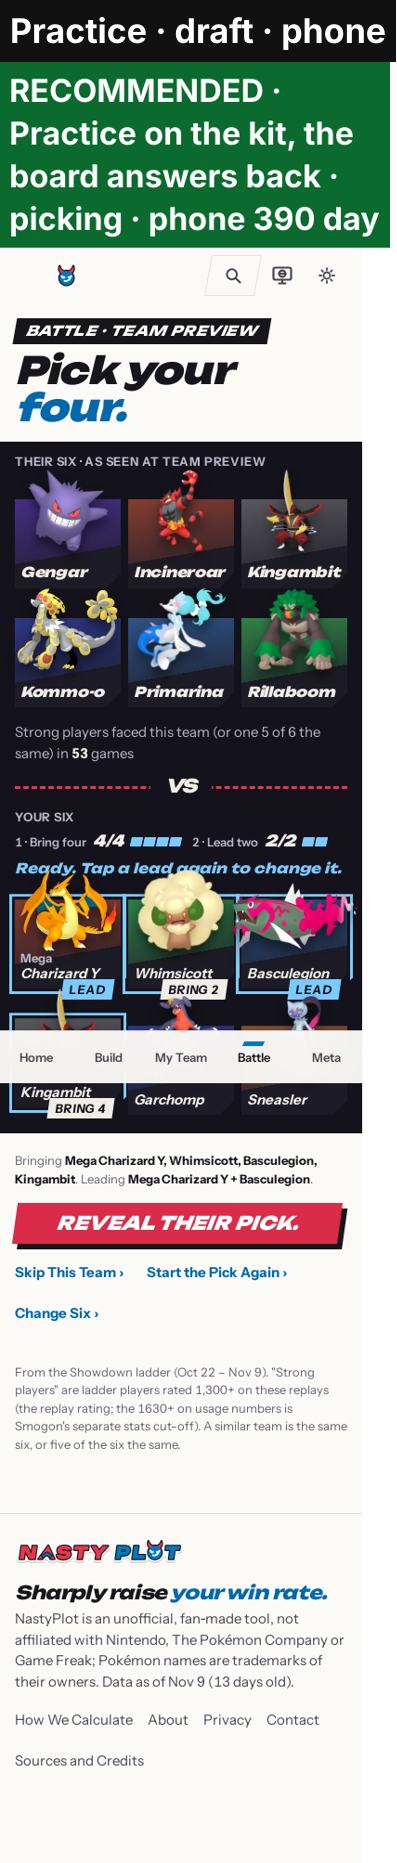 Practice · draft · phone
RECOMMENDED ·
Practice on the kit, the
board answers back ·
picking · phone 390 day
BATTLE · TEAM PREVIEW
Pick your
four.
THEIR SIX · AS SEEN AT TEAM PREVIEW
Gengar Incineroar Kingambit
Kommo-o Primarina Rillaboom
Strong players faced this team (or one 5 of 6 the
same) in 53 games
VS
YOUR SIX
1 · Bring four 4/4 2 · Lead two 2/2
Ready. Tap a lead again to change it.
Mega
Charizard Y Whimsicott Basculegion
LEAD BRING 2 LEAD
Home Build My Team Battle Meta
Kingambit Garchomp Sneasler
BRING 4
Bringing Mega Charizard Y, Whimsicott, Basculegion,
Kingambit. Leading Mega Charizard Y + Basculegion.
REVEAL THEIR PICK.
Skip This Team › Start the Pick Again ›
Change Six ›
From the Showdown ladder (Oct 22 – Nov 9). "Strong
players" are ladder players rated 1,300+ on these replays
(the replay rating; the 1630+ on usage numbers is
Smogon's separate stats cut-off). A similar team is the same
six, or five of the six the same.
NASTY PLOT
Sharply raise your win rate.
NastyPlot is an unofficial, fan-made tool, not
affiliated with Nintendo, The Pokémon Company or
Game Freak; Pokémon names are trademarks of
their owners. Data as of Nov 9 (13 days old).
How We Calculate About Privacy Contact
Sources and Credits